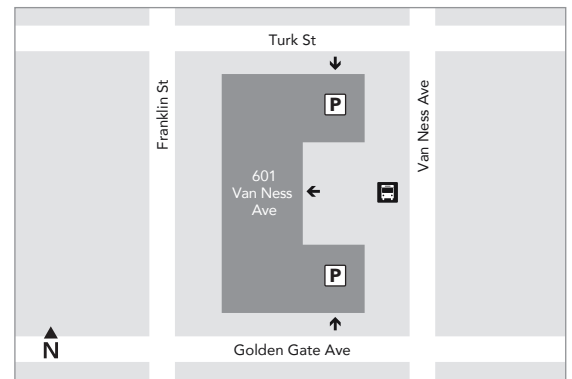 Turk St
Franklin St
Van Ness Ave
P
601
Van Ness
Ave
P
Golden Gate Ave
N